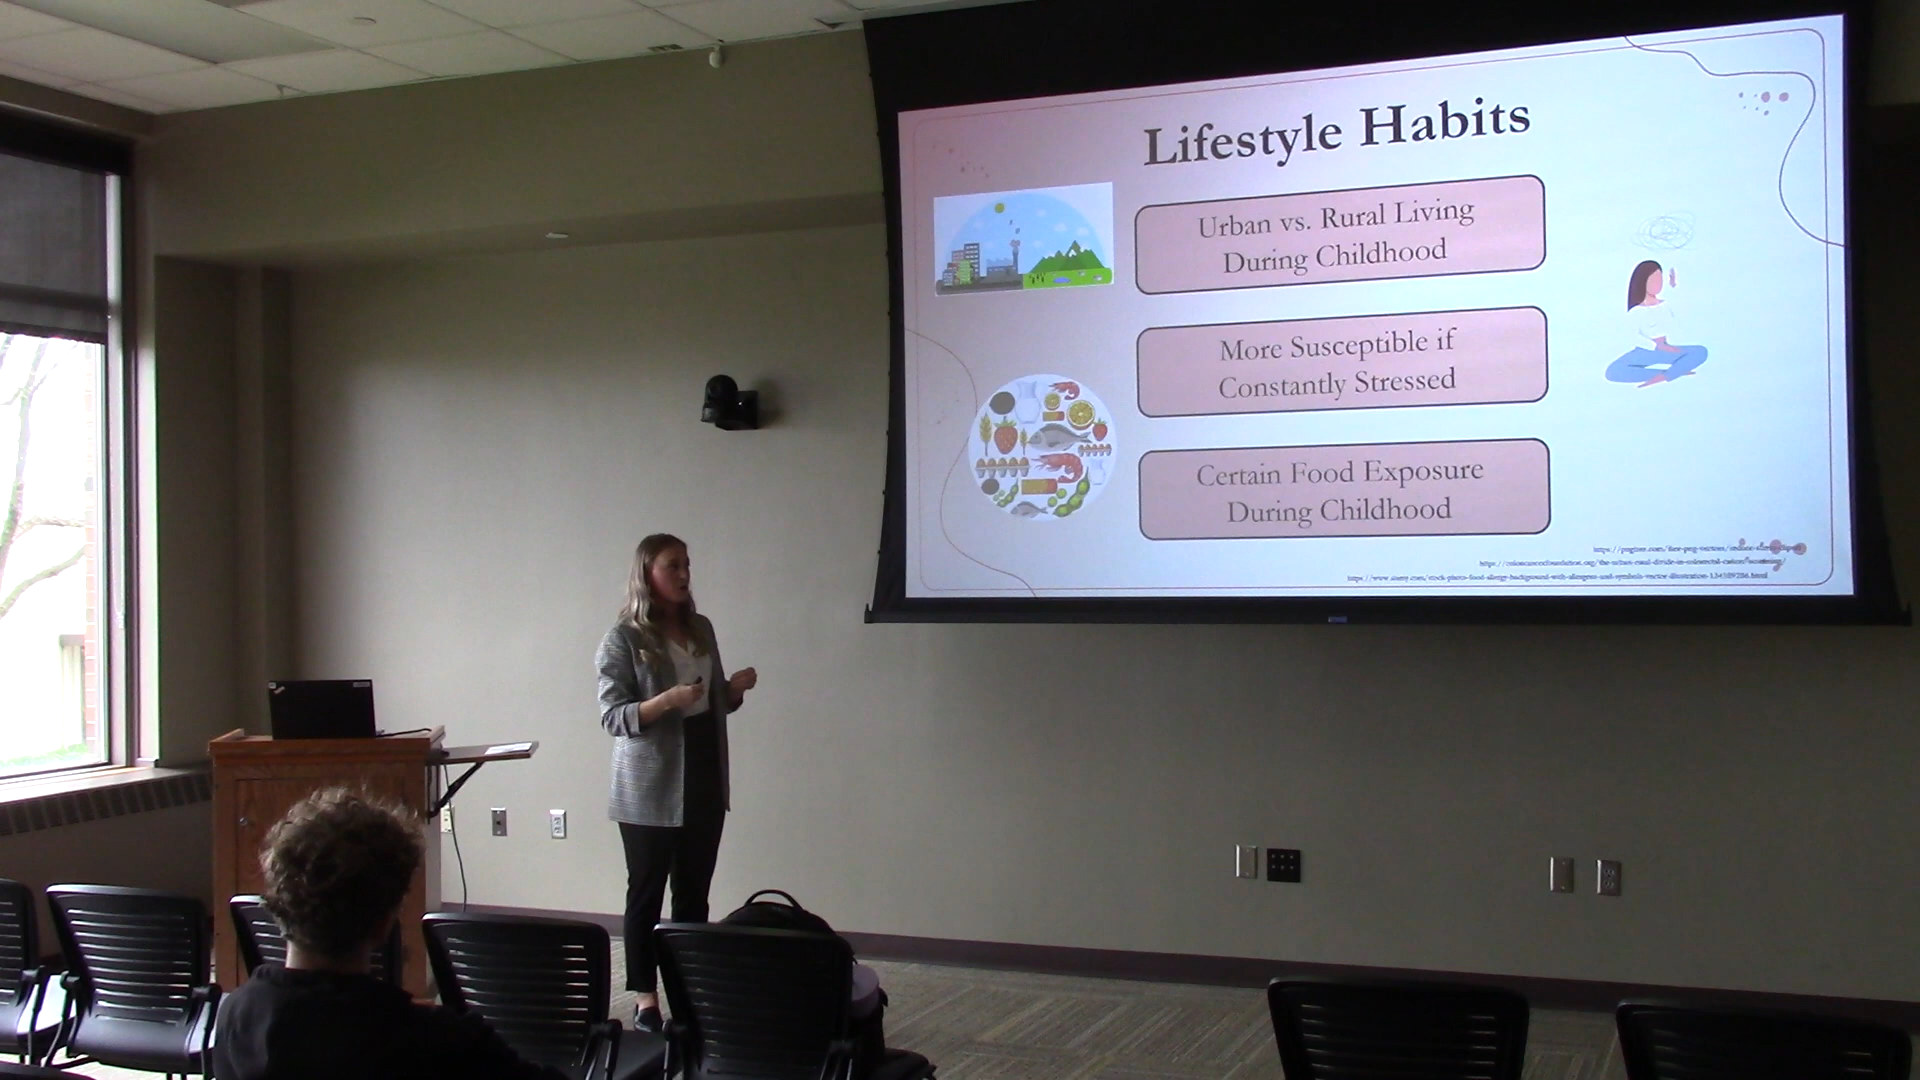 Lifestyle Habits
Urban vs. Rural Living
During Childhood
More Susceptible if
Constantly Stressed
Certain Food Exposure
During Childhood